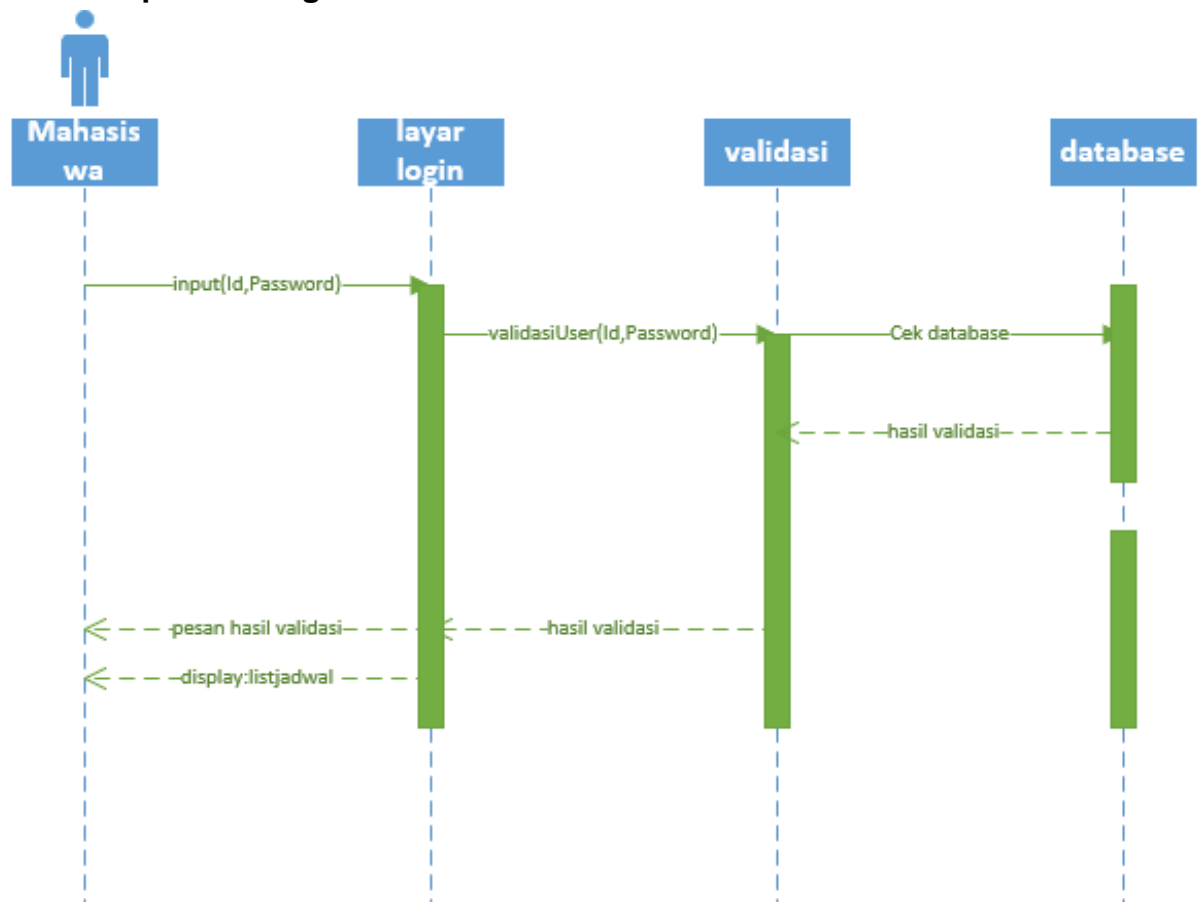 Mahasis
wa
layar
login
validasi
database
input(Id,Password)
validasiUser(Id,Password)
Cek database
hasil validasi
pesan hasil validasi
hasil validasi
display:listjadwal